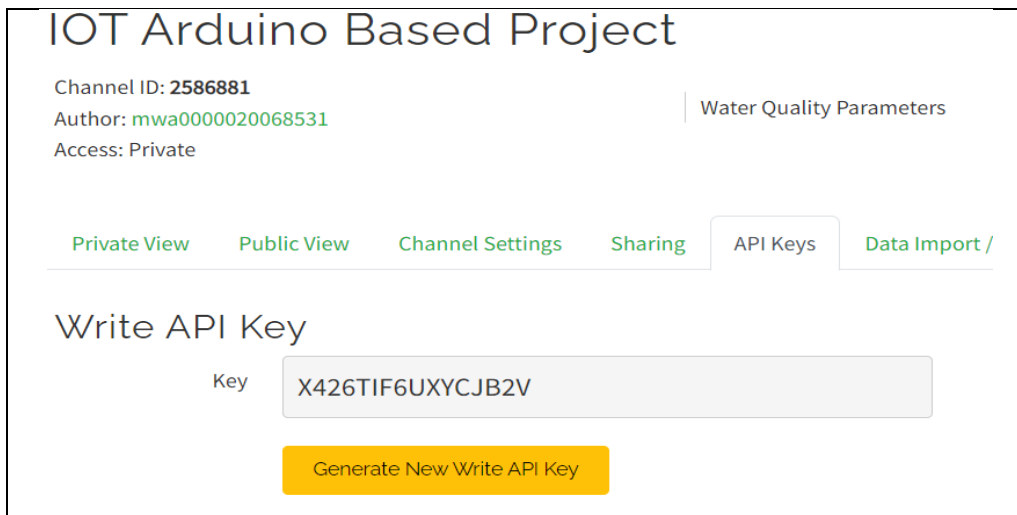 IOT Arduino Based Project
Channel ID: 2586881
Author: mwa0000020068531
Access: Private
Water Quality Parameters
Private View Public View Channel Settings Sharing API Keys Data Import /
Write API Key
Key X426TIF6UXYCJB2V
Generate New Write API Key